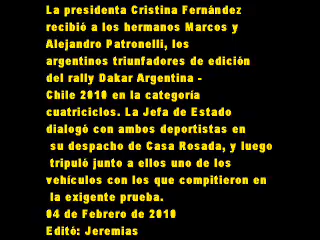 La presidenta Cristina Fernández
recibió a los hermanos Marcos y
Alejandro Patronelli, los
argentinos triunfadores de edición
del rally Dakar Argentina -
Chile 2010 en la categoría
cuatriciclos. La Jefa de Estado
dialogó con ambos deportistas en
su despacho de Casa Rosada, y luego
tripuló junto a ellos uno de los
vehículos con los que compitieron en
la exigente prueba.
04 de Febrero de 2010
Editó: Jeremias